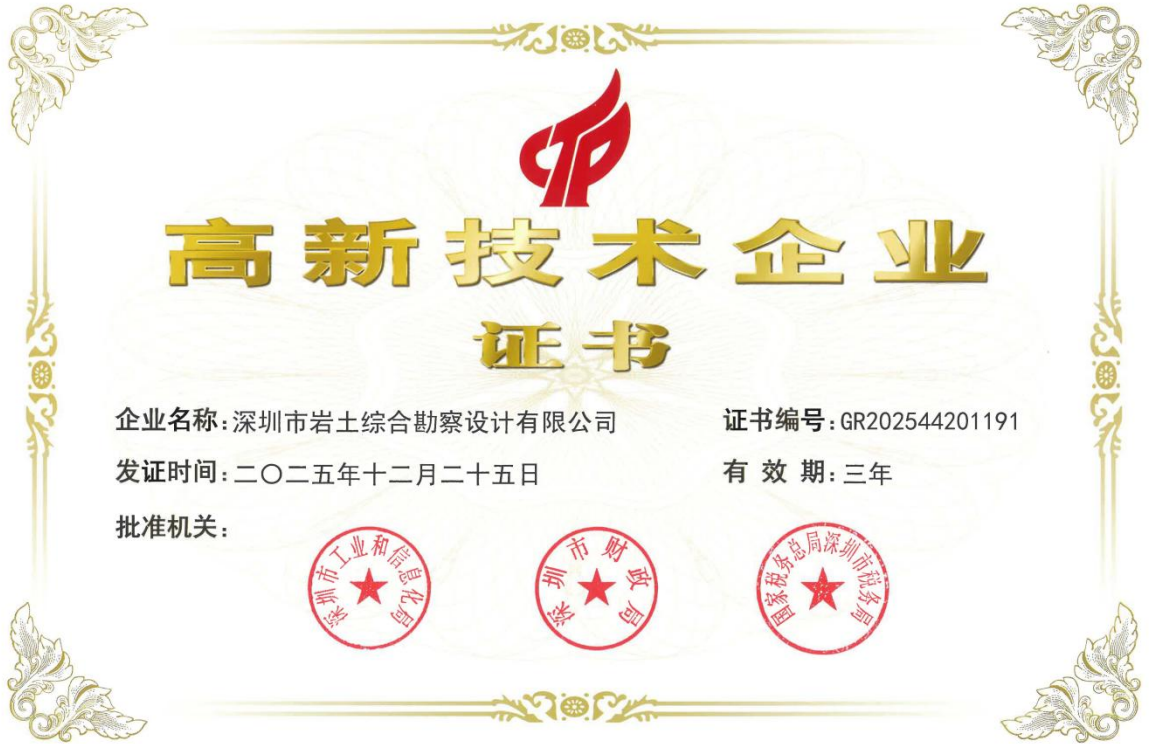 高新技术企业
证书
企业名称:深圳市岩土综合勘察设计有限公司
证书编号:GR202544201191
发证时间:二〇二五年十二月二十五日
有 效 期:三年
批准机关:
深圳市工业和信息化局
深圳市财政局
国家税务总局深圳市税务局